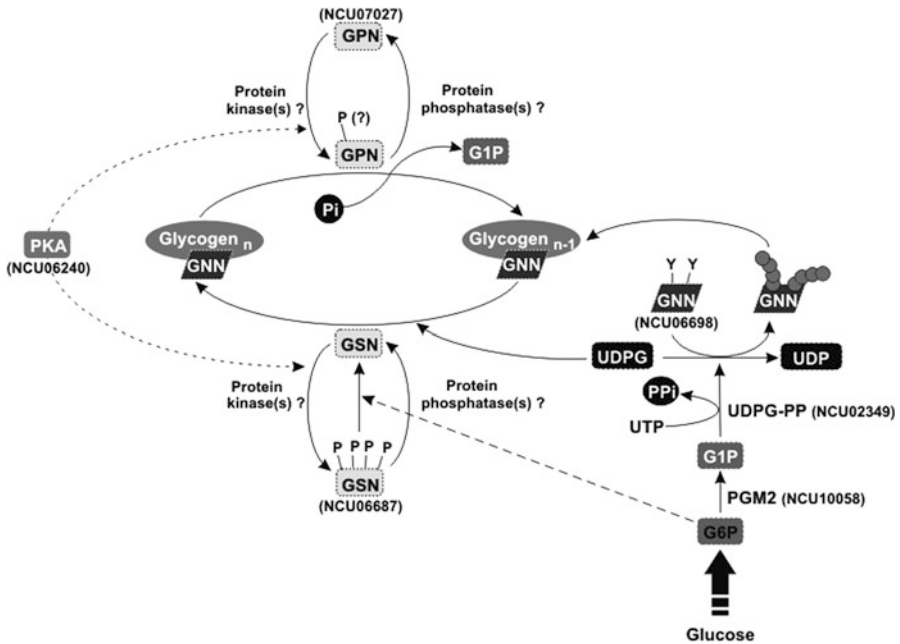 (NCU07027)
GPN
Protein
kinase(s) ?
Protein
phosphatase(s) ?
P (?)
GPN
G1P
Pi
PKA
(NCU06240)
Glycogen n
GNN
Glycogen n-1
GNN
Y Y
GNN
(NCU06698)
GNN
GSN
UDPG
UDP
Protein
kinase(s) ?
Protein
phosphatase(s) ?
PPi
UTP
UDPG-PP (NCU02349)
P P P P
GSN
(NCU06687)
G1P
PGM2 (NCU10058)
G6P
Glucose